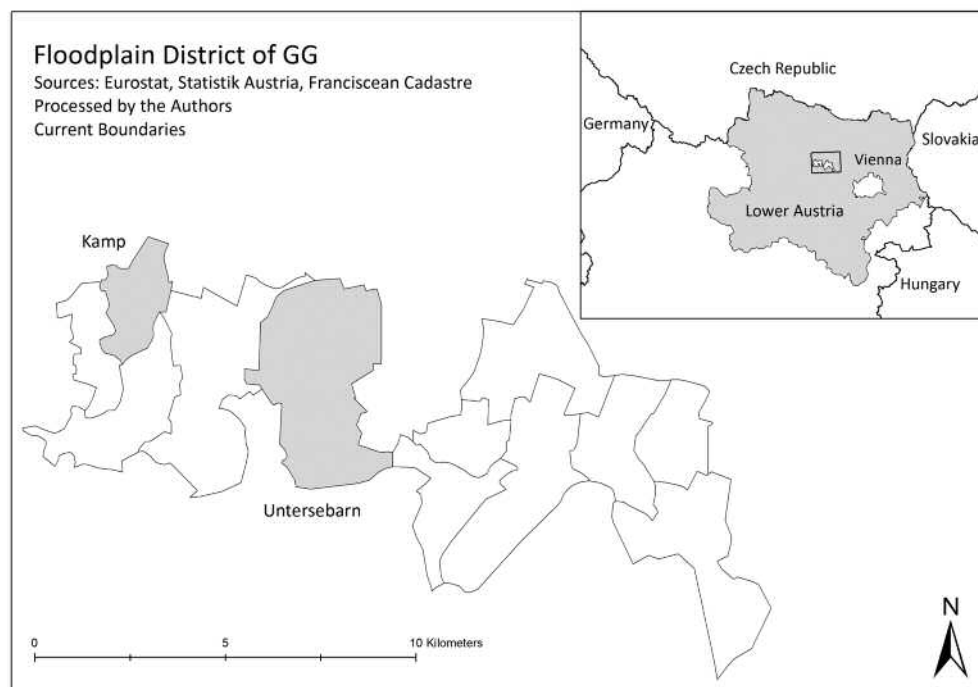 Floodplain District of GG
Sources: Eurostat, Statistik Austria, Franciscean Cadastre
Processed by the Authors
Current Boundaries
Czech Republic
Germany
Slovakia
Vienna
Lower Austria
Hungary
Kamp
Untersebarn
0 5 10 Kilometers
N